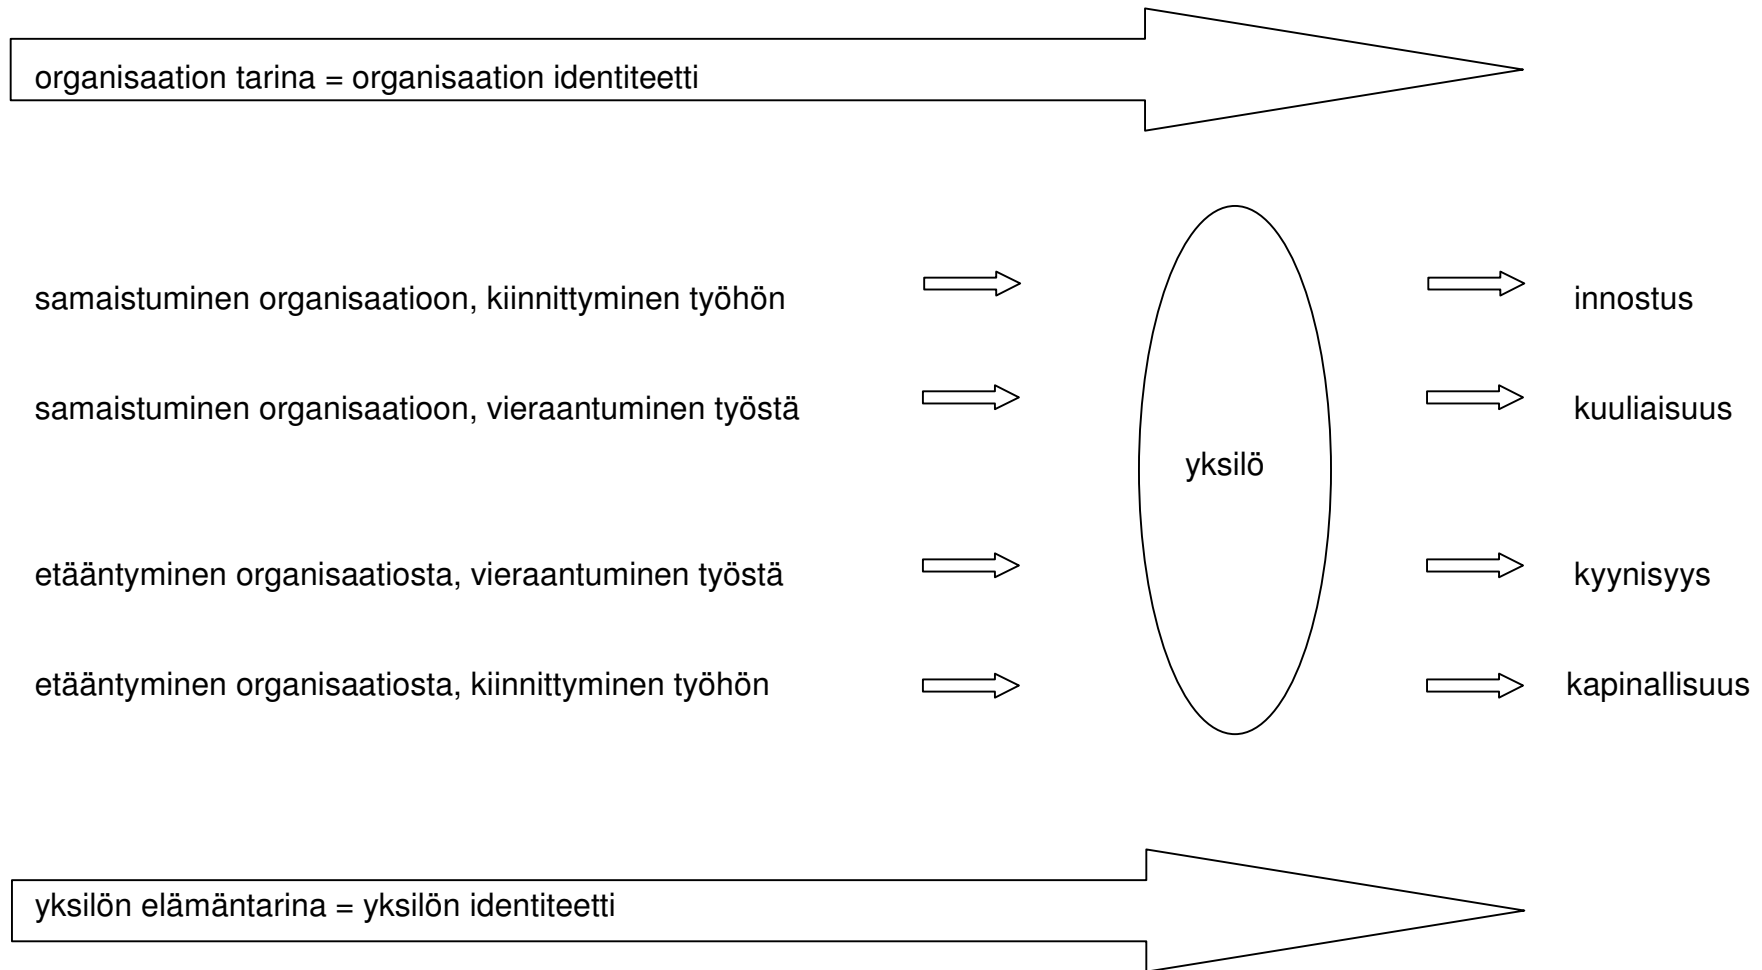 organisaation tarina = organisaation identiteetti
samaistuminen organisaatioon, kiinnittyminen työhön
innostus
samaistuminen organisaatioon, vieraantuminen työstä
kuuliaisuus
yksilö
etääntyminen organisaatiosta, vieraantuminen työstä
kyynisyys
etääntyminen organisaatiosta, kiinnittyminen työhön
kapinallisuus
yksilön elämäntarina = yksilön identiteetti